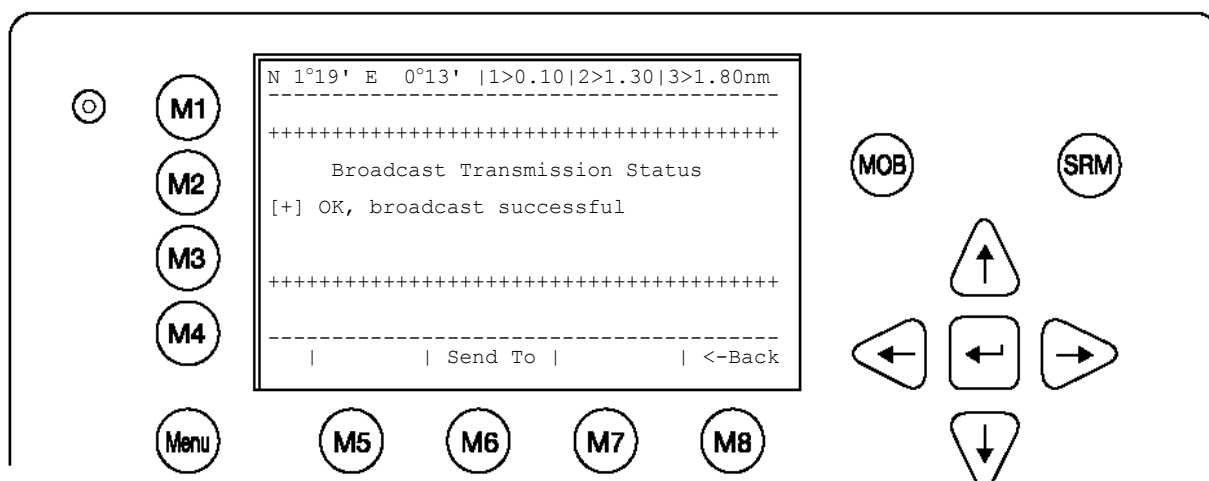 N 1°19' E 0°13' |1>0.10|2>1.30|3>1.80nm
----------------------------------------
++++++++++++++++++++++++++++++++++++++++
Broadcast Transmission Status
[+] OK, broadcast successful
++++++++++++++++++++++++++++++++++++++++
----------------------------------------
| | Send To | | <-Back
M1
M2
M3
M4
Menu
M5
M6
M7
M8
MOB
SRM